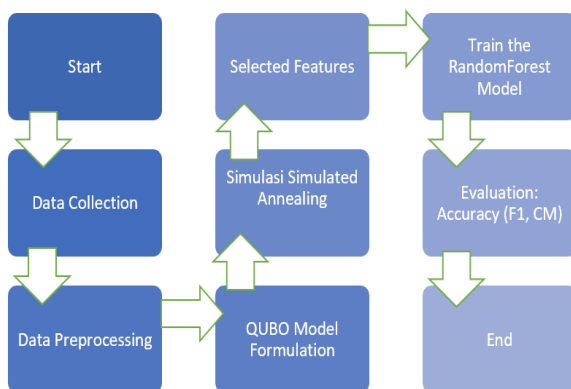 Start
Data Collection
Data Preprocessing
QUBO Model
Formulation
Simulasi Simulated
Annealing
Selected Features
Train the
RandomForest
Model
Evaluation:
Accuracy (F1, CM)
End